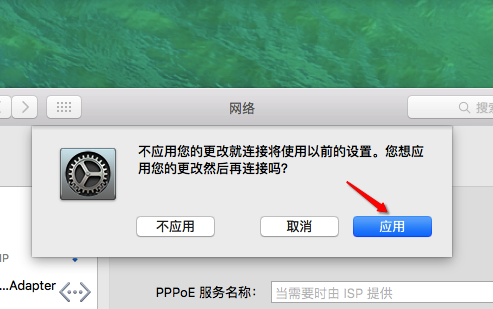 网络
搜索
不应用您的更改就连接将使用以前的设置。您想应
用您的更改然后再连接吗?
不应用
取消
应用
IP
...Adapter
PPPoE 服务名称:
当需要时由 ISP 提供